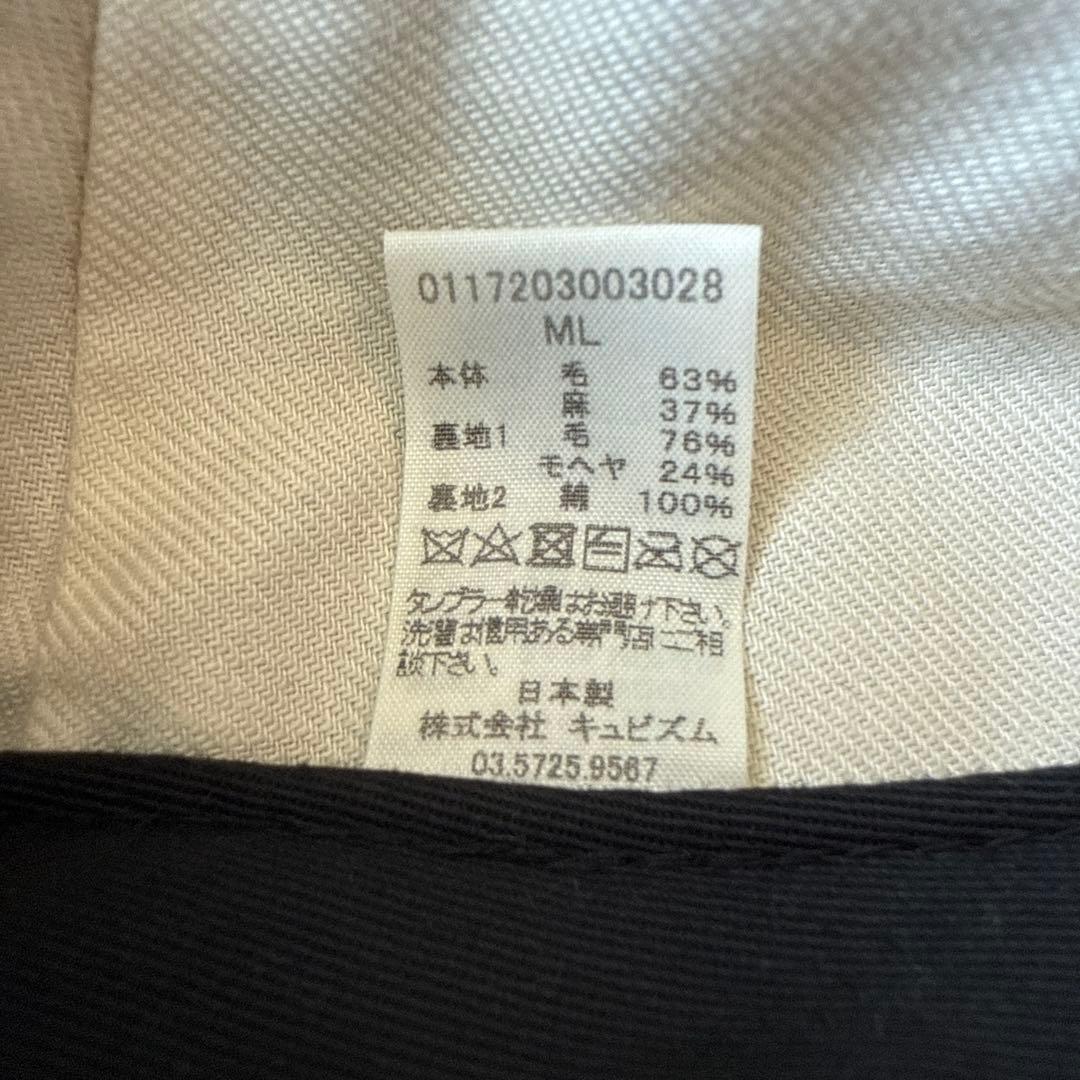 0117203003028
ML
本体 毛 63%
麻 37%
裏地1 毛 76%
モヘヤ 24%
裏地2 綿 100%
タンブラー乾燥はお避け下さい。
洗濯は信用ある専門店にご相
談下さい。
日本製
株式会社 キュビズム
03.5725.9567